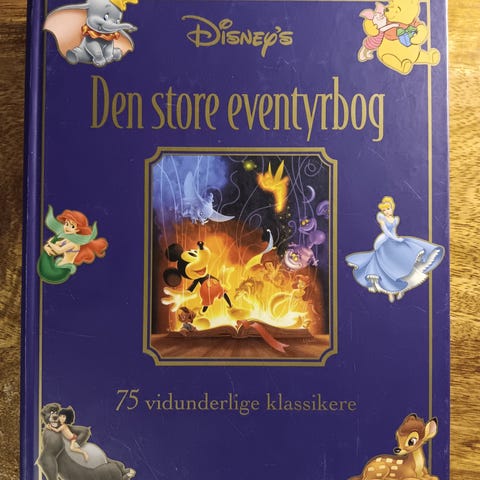 Disney's
Den store eventyrbog
75 vidunderlige klassikere